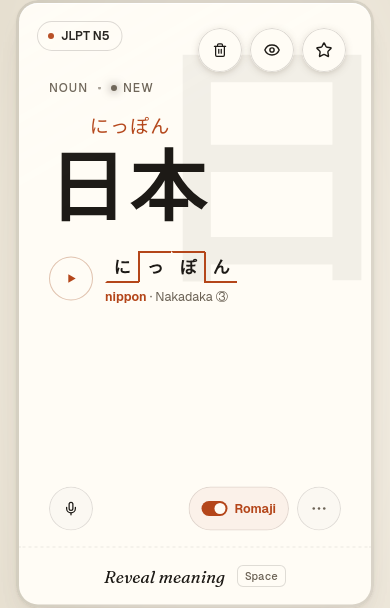 JLPT N5
NOUN • NEW
にっぽん
日本
にっぽん
nippon · Nakadaka ③
Romaji
Reveal meaning Space